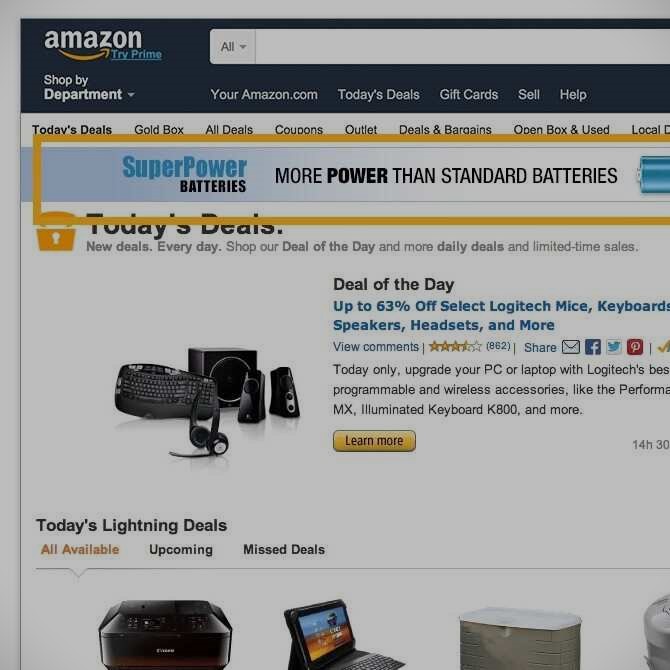 amazon
Try Prime
All
Shop by
Department
Your Amazon.com Today's Deals Gift Cards Sell Help
Today's Deals Gold Box All Deals Coupons Outlet Deals & Bargains Open Box & Used Local
SuperPower
BATTERIES
MORE POWER THAN STANDARD BATTERIES
Today's Deals.
New deals. Every day. Shop our Deal of the Day and more daily deals and limited-time sales.
Deal of the Day
Up to 63% Off Select Logitech Mice, Keyboards
Speakers, Headsets, and More
View comments | (862) | Share |
Today only, upgrade your PC or laptop with Logitech's bes
programmable and wireless accessories, like the Performa
MX, Illuminated Keyboard K800, and more.
Learn more
14h 30
Today's Lightning Deals
All Available Upcoming Missed Deals
Canon